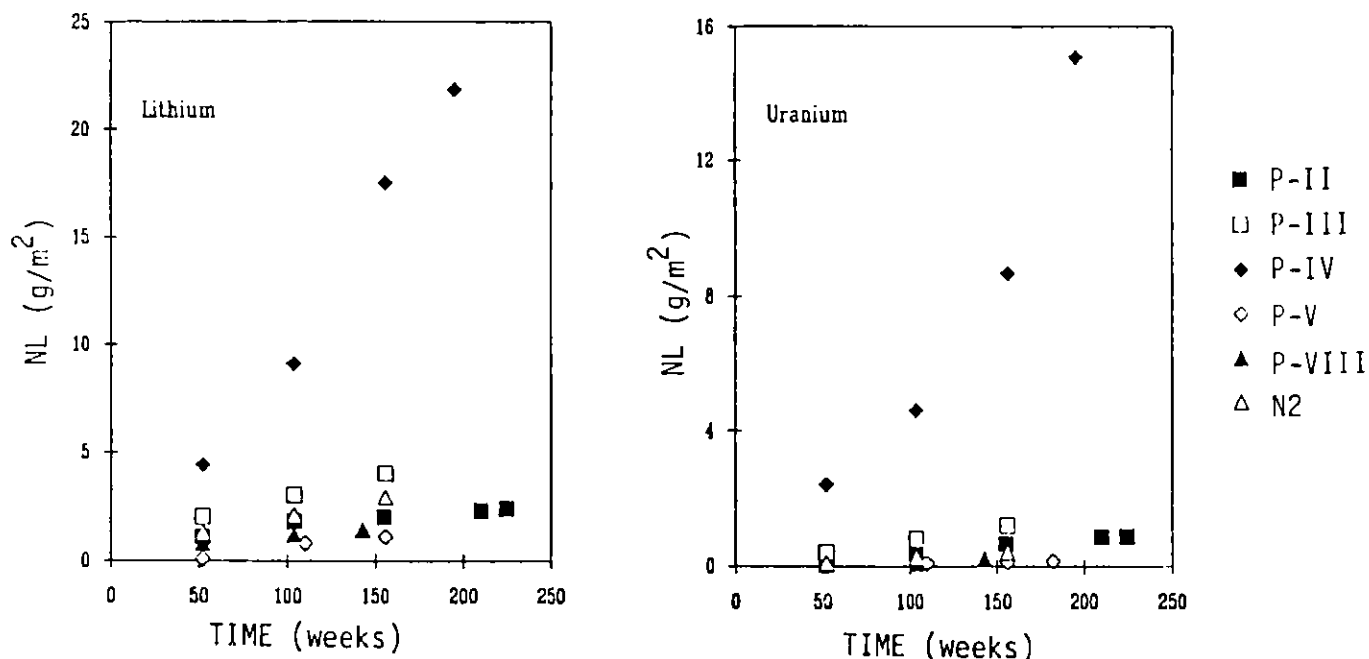 25
20
15
10
5
0
Lithium
NL (g/m²)
0 50 100 150 200 250
TIME (weeks)
16
12
8
4
0
Uranium
NL (g/m²)
0 50 100 150 200 250
TIME (weeks)
P-II
P-III
P-IV
P-V
P-VIII
N2